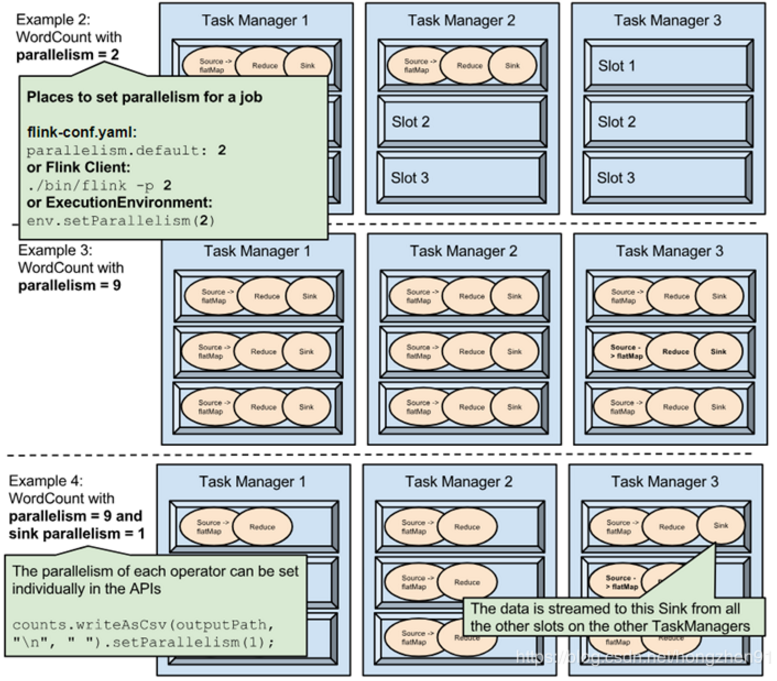 Example 2:
WordCount with
parallelism = 2
Places to set parallelism for a job
flink-conf.yaml:
parallelism.default: 2
or Flink Client:
./bin/flink -p 2
or ExecutionEnvironment:
env.setParallelism(2)
Task Manager 1
Source ->
flatMap
Reduce
Sink
Task Manager 2
Source ->
flatMap
Reduce
Sink
Slot 2
Slot 3
Task Manager 3
Slot 1
Slot 2
Slot 3
Example 3:
WordCount with
parallelism = 9
Task Manager 1
Source ->
flatMap
Reduce
Sink
Source ->
flatMap
Reduce
Sink
Source ->
flatMap
Reduce
Sink
Task Manager 2
Source ->
flatMap
Reduce
Sink
Source ->
flatMap
Reduce
Sink
Source ->
flatMap
Reduce
Sink
Task Manager 3
Source ->
flatMap
Reduce
Sink
Source -
> flatMap
Reduce
Sink
Source ->
flatMap
Reduce
Sink
Example 4:
WordCount with
parallelism = 9 and
sink parallelism = 1
The parallelism of each operator can be set
individually in the APIs
counts.writeAsCsv(outputPath,
"\n", " ").setParallelism(1);
Task Manager 1
Source ->
flatMap
Reduce
Task Manager 2
Source ->
flatMap
Reduce
Source ->
flatMap
Reduce
Source ->
flatMap
Task Manager 3
Source ->
flatMap
Reduce
Sink
Source -
> flatMap
The data is streamed to this Sink from all
the other slots on the other TaskManagers